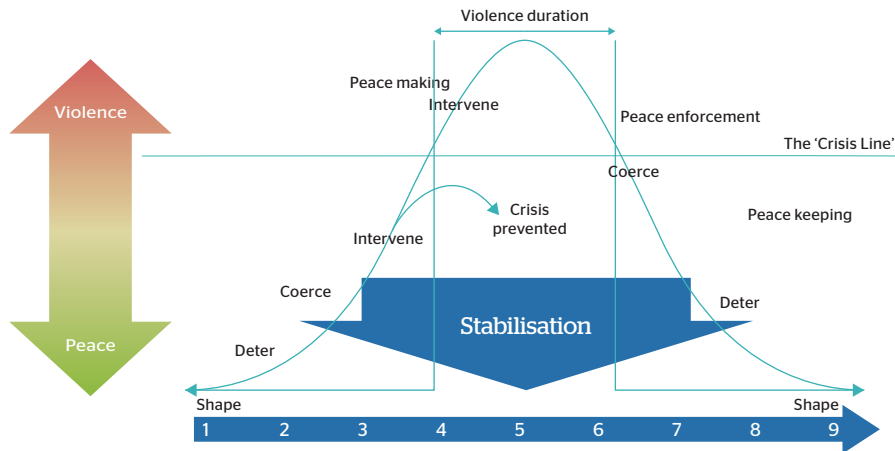 Violence duration
Peace making
Violence
Intervene
Peace enforcement
The 'Crisis Line'
Coerce
Crisis
prevented
Peace keeping
Intervene
Coerce
Stabilisation
Deter
Peace
Deter
Shape
Shape
1 2 3 4 5 6 7 8 9